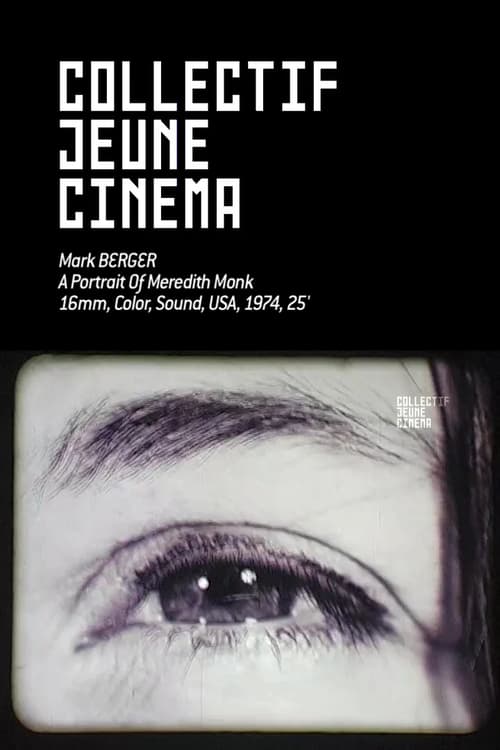 COLLECTIF
JEUNE
CINEMA
Mark BERGER
A Portrait Of Meredith Monk
16mm, Color, Sound, USA, 1974, 25'
COLLECTIF
JEUNE
CINEMA